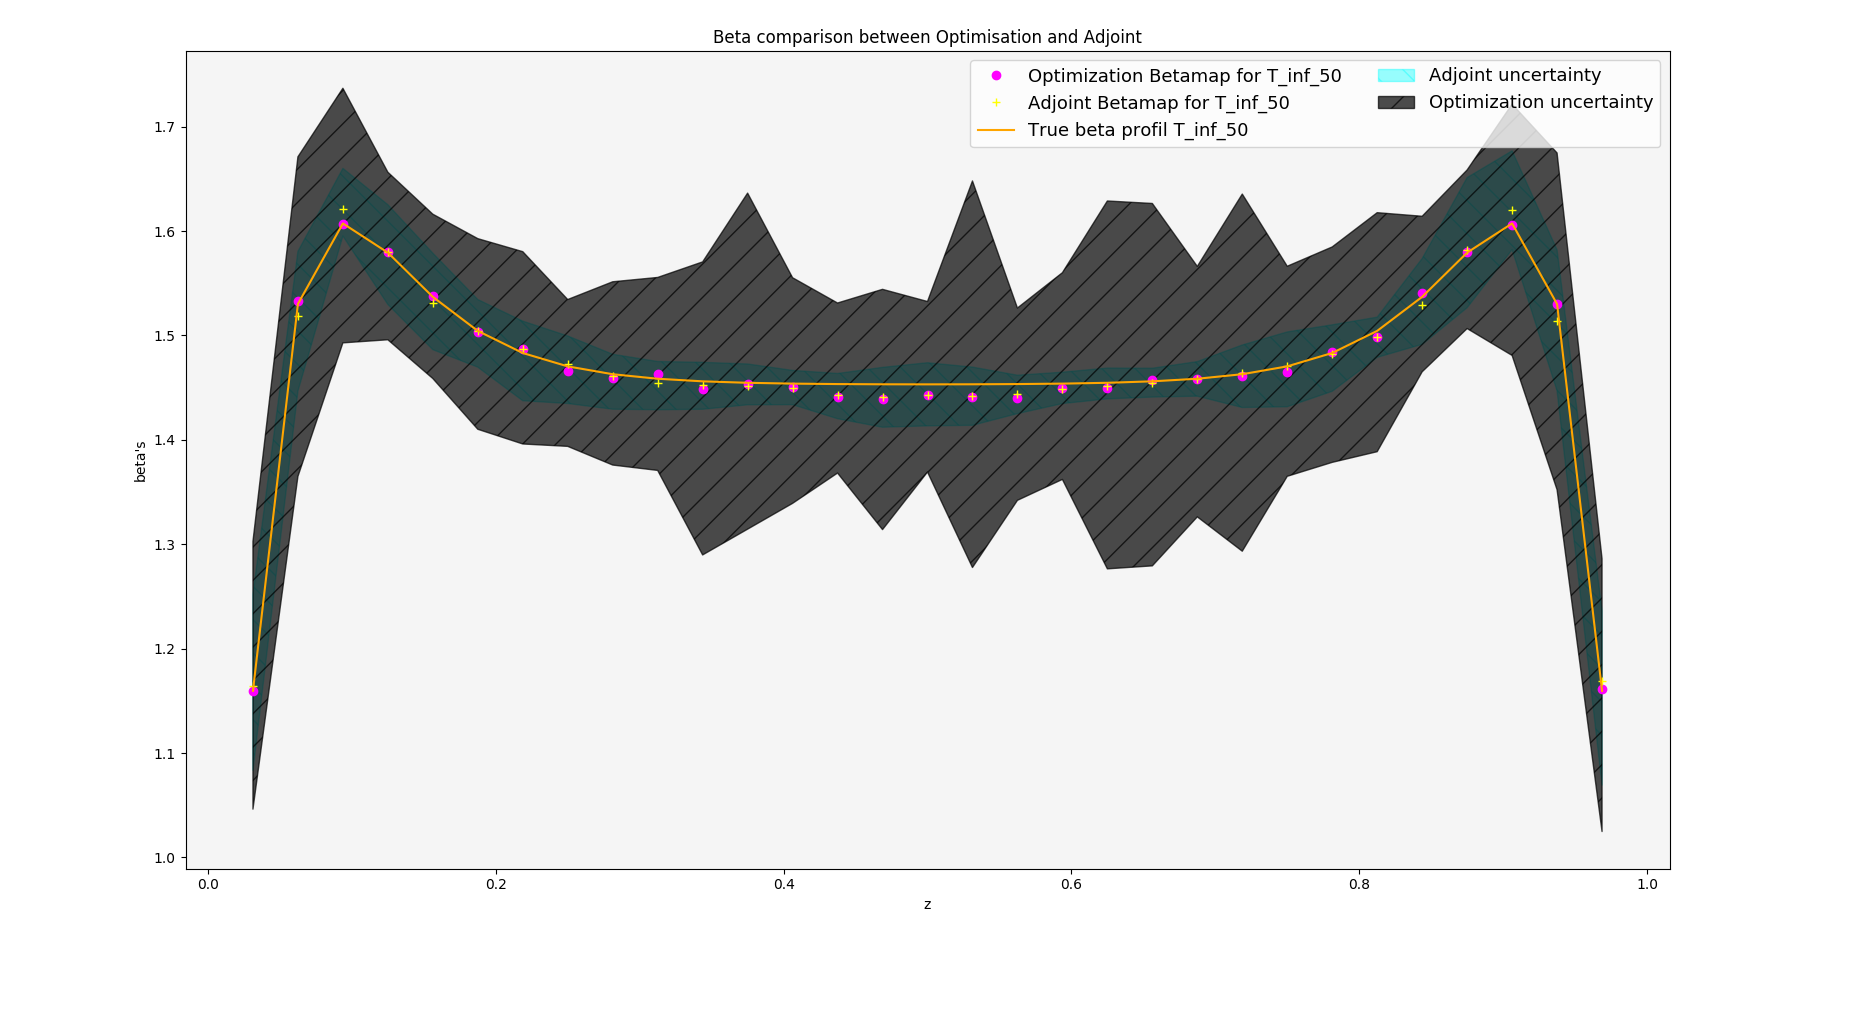 Beta comparison between Optimisation and Adjoint
Optimization Betamap for T_inf_50
Adjoint Betamap for T_inf_50
True beta profil T_inf_50
Adjoint uncertainty
Optimization uncertainty
beta's
1.7
1.6
1.5
1.4
1.3
1.2
1.1
1.0
0.0 0.2 0.4 0.6 0.8 1.0
z